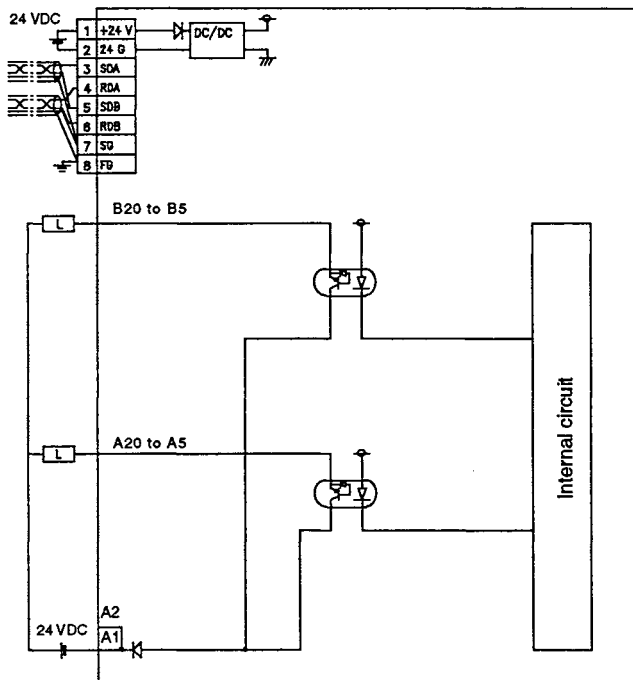 24 VDC
1 +24 V
2 24 G
3 SDA
4 RDA
5 SDB
6 RDB
7 SG
8 FG
DC/DC
B20 to B5
L
A20 to A5
L
Internal circuit
A2
A1
24 VDC